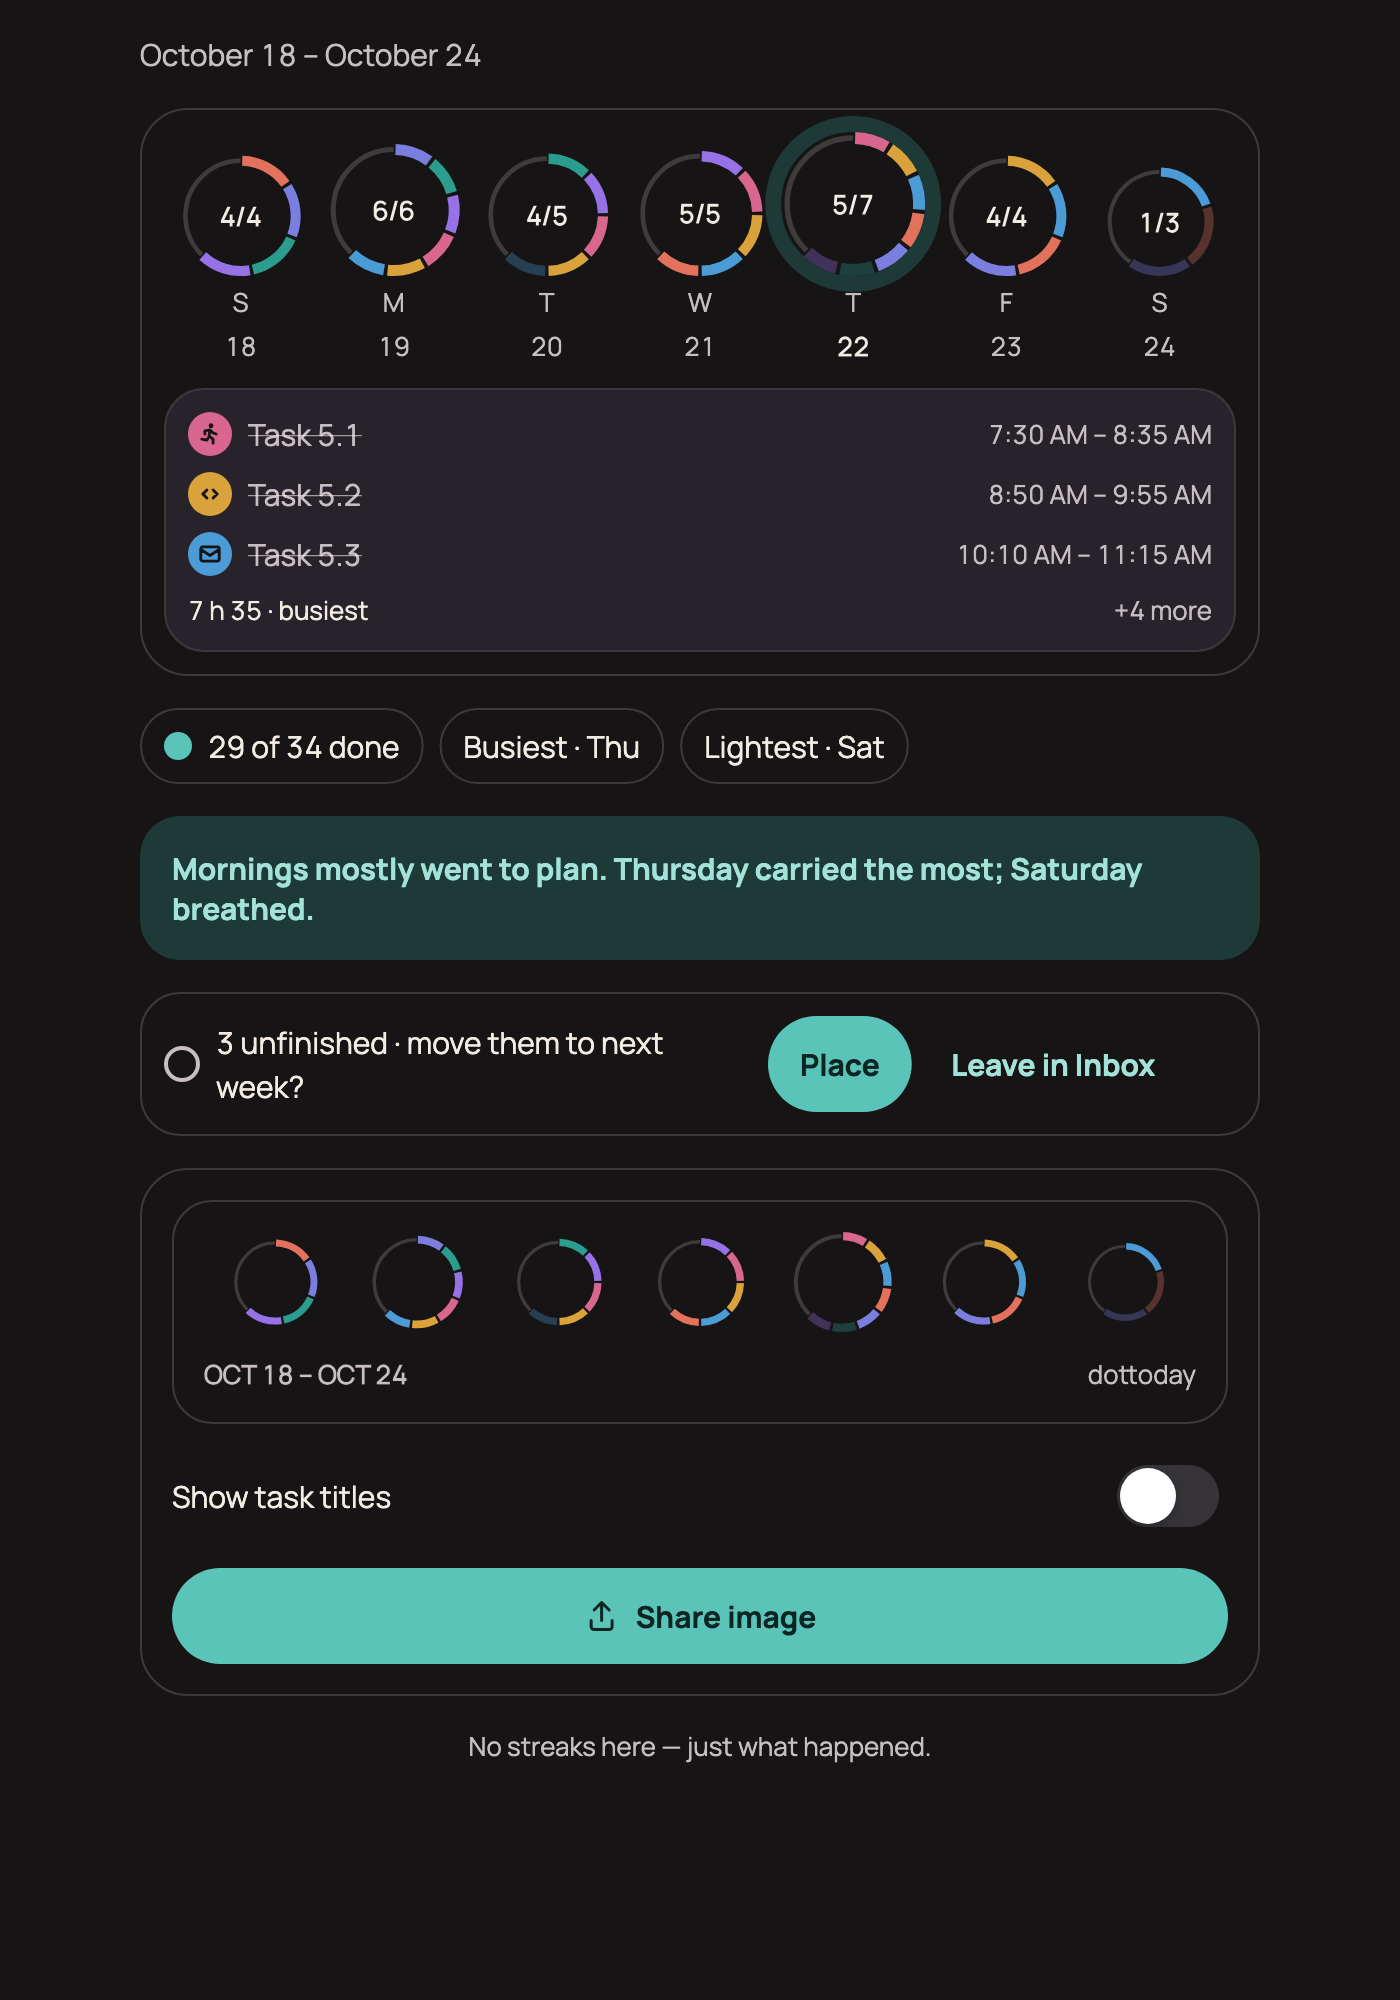 October 18 – October 24
4/4 6/6 4/5 5/5 5/7 4/4 1/3
S M T W T F S
18 19 20 21 22 23 24
Task 5.1 7:30 AM – 8:35 AM
Task 5.2 8:50 AM – 9:55 AM
Task 5.3 10:10 AM – 11:15 AM
7 h 35 · busiest +4 more
29 of 34 done Busiest · Thu Lightest · Sat
Mornings mostly went to plan. Thursday carried the most; Saturday
breathed.
3 unfinished · move them to next
week?
Place Leave in Inbox
OCT 18 – OCT 24 dottoday
Show task titles
Share image
No streaks here — just what happened.